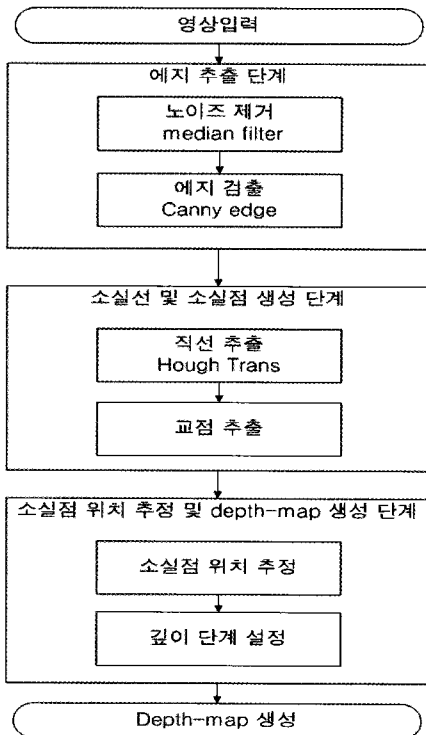 영상입력
에지 추출 단계
노이즈 제거
median filter
에지 검출
Canny edge
소실선 및 소실점 생성 단계
직선 추출
Hough Trans
교점 추출
소실점 위치 추정 및 depth-map 생성 단계
소실점 위치 추정
깊이 단계 설정
Depth-map 생성